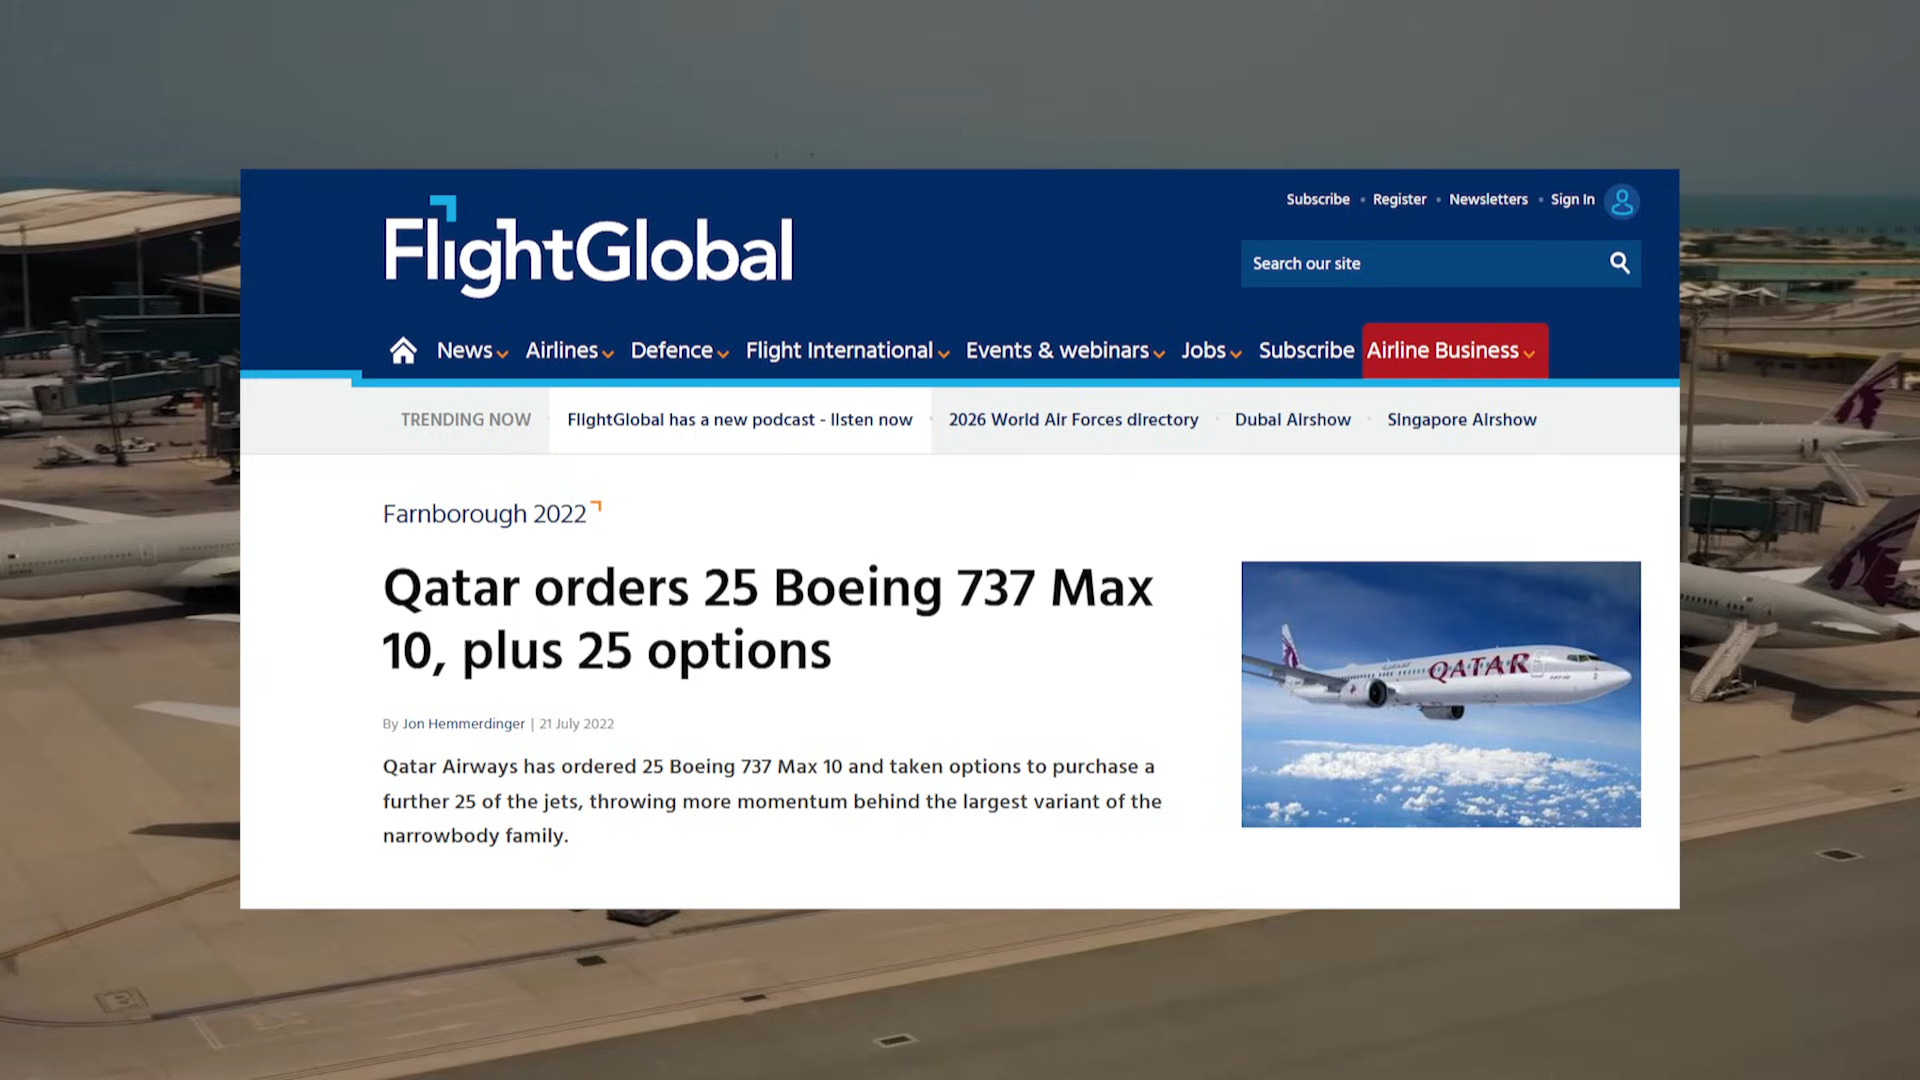 FlightGlobal
Subscribe • Register • Newsletters • Sign In
Search our site
News Airlines Defence Flight International Events & webinars Jobs Subscribe Airline Business
TRENDING NOW FlightGlobal has a new podcast - listen now 2026 World Air Forces directory Dubai Airshow Singapore Airshow
Farnborough 2022
Qatar orders 25 Boeing 737 Max
10, plus 25 options
By Jon Hemmerdinger | 21 July 2022
Qatar Airways has ordered 25 Boeing 737 Max 10 and taken options to purchase a
further 25 of the jets, throwing more momentum behind the largest variant of the
narrowbody family.
QATAR